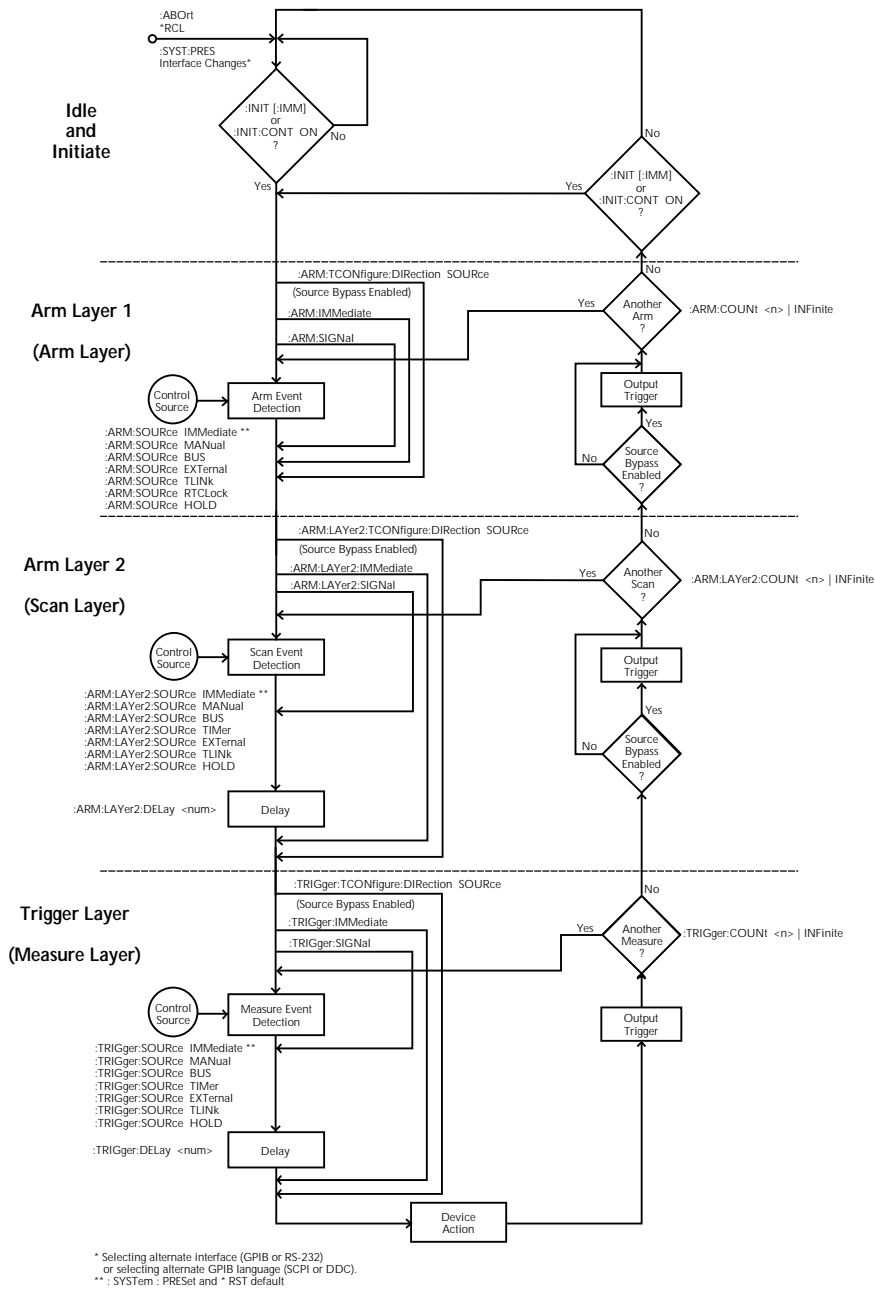 :ABOrt
*RCL
:SYST:PRES
Interface Changes*
Idle
and
Initiate
:INIT [:IMM]
or
:INIT:CONT ON
?
No
Yes
No
:INIT [:IMM]
or
:INIT:CONT ON
?
Yes
Arm Layer 1
(Arm Layer)
:ARM:TCONfigure:DIRection SOURce
(Source Bypass Enabled)
:ARM:IMMediate
:ARM:SIGNal
No
Yes
Another
Arm
?
:ARM:COUNt <n> | INFinite
Control
Source
Arm Event
Detection
Output
Trigger
Yes
No
Source
Bypass
Enabled
?
:ARM:SOURce IMMediate **
:ARM:SOURce MANual
:ARM:SOURce BUS
:ARM:SOURce EXTernal
:ARM:SOURce TLINk
:ARM:SOURce RTCLock
:ARM:SOURce HOLD
Arm Layer 2
(Scan Layer)
:ARM:LAYer2:TCONfigure:DIRection SOURce
(Source Bypass Enabled)
:ARM:LAYer2:IMMediate
:ARM:LAYer2:SIGNal
No
Yes
Another
Scan
?
:ARM:LAYer2:COUNt <n> | INFinite
Control
Source
Scan Event
Detection
Output
Trigger
Yes
No
Source
Bypass
Enabled
?
:ARM:LAYer2:SOURce IMMediate **
:ARM:LAYer2:SOURce MANual
:ARM:LAYer2:SOURce BUS
:ARM:LAYer2:SOURce TIMer
:ARM:LAYer2:SOURce EXTernal
:ARM:LAYer2:SOURce TLINk
:ARM:LAYer2:SOURce HOLD
:ARM:LAYer2:DELay <num>
Delay
Trigger Layer
(Measure Layer)
:TRIGger:TCONfigure:DIRection SOURce
(Source Bypass Enabled)
:TRIGger:IMMediate
:TRIGger:SIGNal
No
Yes
Another
Measure
?
:TRIGger:COUNt <n> | INFinite
Control
Source
Measure Event
Detection
Output
Trigger
:TRIGger:SOURce IMMediate **
:TRIGger:SOURce MANual
:TRIGger:SOURce BUS
:TRIGger:SOURce TIMer
:TRIGger:SOURce EXTernal
:TRIGger:SOURce TLINk
:TRIGger:SOURce HOLD
:TRIGger:DELay <num>
Delay
Device
Action
* Selecting alternate interface (GPIB or RS-232)
or selecting alternate GPIB language (SCPI or DDC).
** : SYSTem : PRESet and * RST default